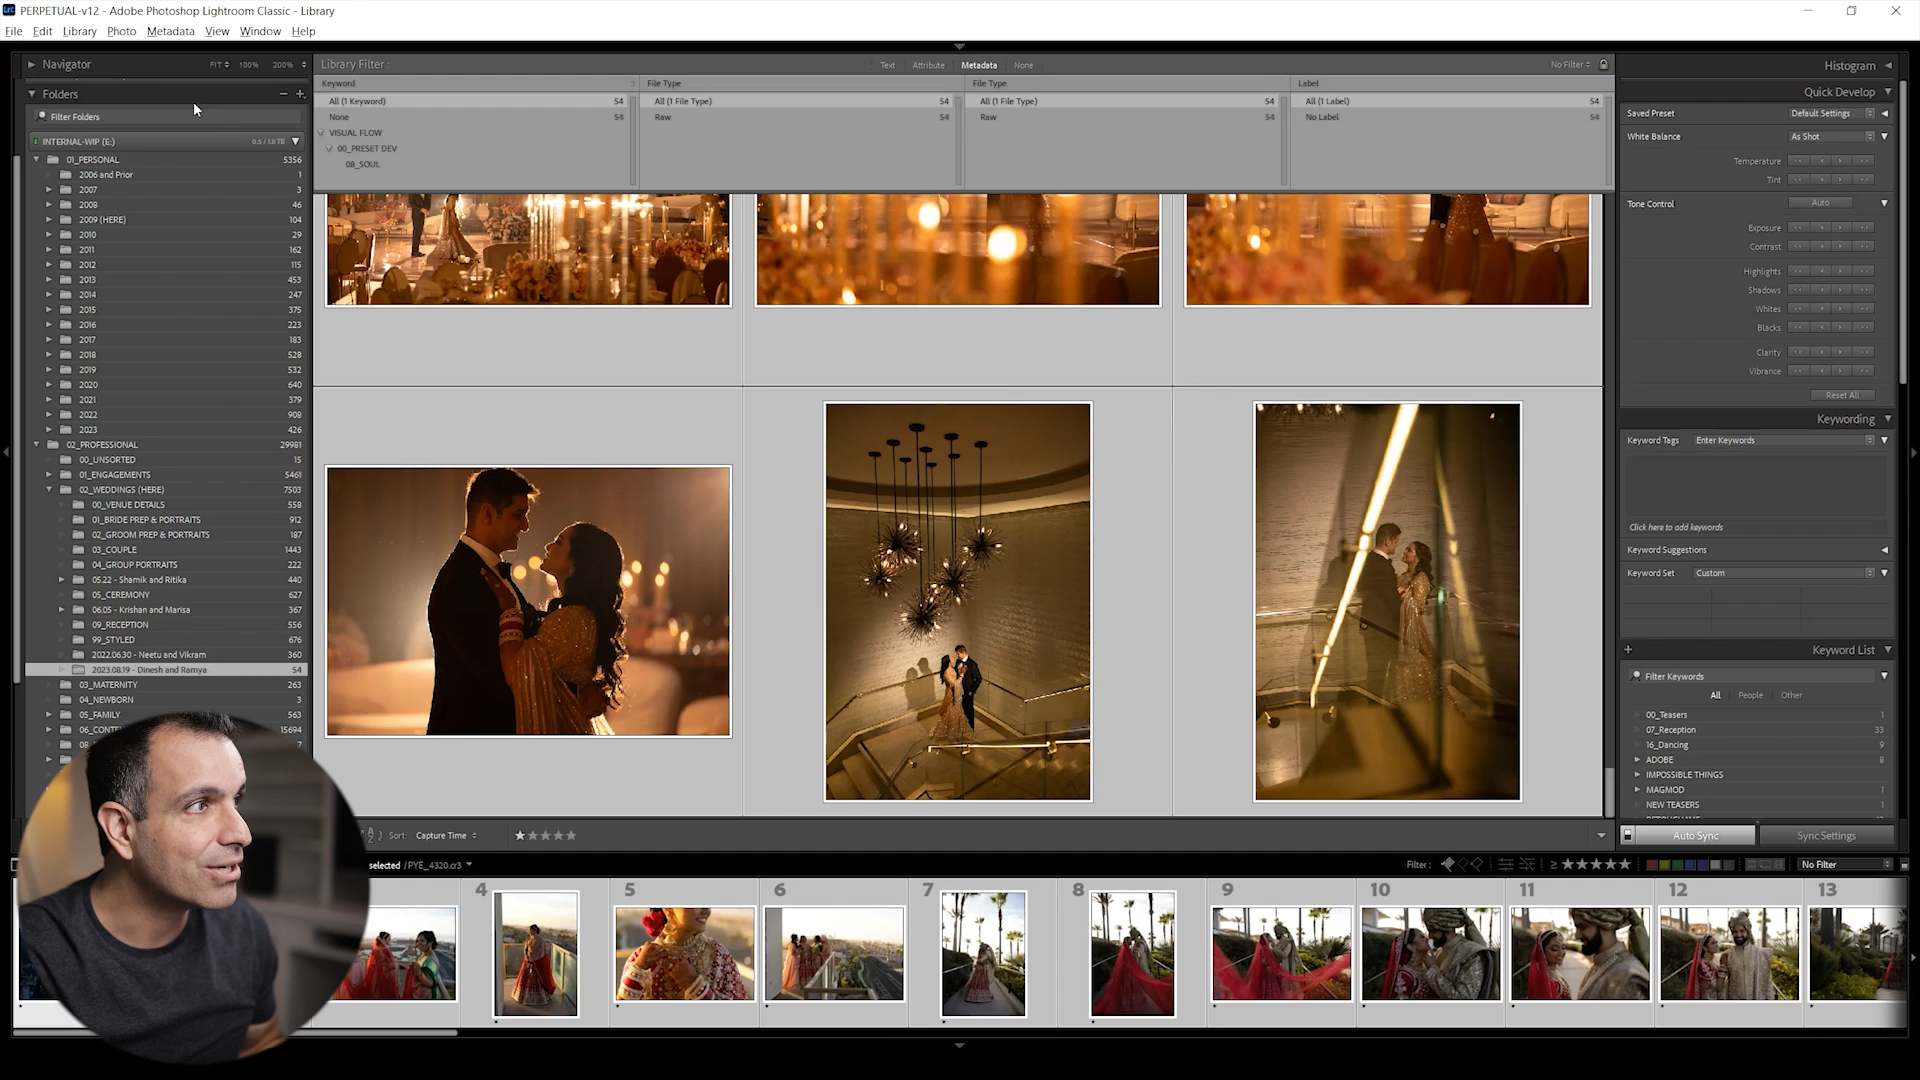 PERPETUAL-v12 - Adobe Photoshop Lightroom Classic - Library
File Edit Library Photo Metadata View Window Help
Navigator FIT 100% 200%
Folders
Filter Folders
INTERNAL-WIP (E:) 0.5 / 1.8 TB
01_PERSONAL 5356
2006 and Prior 1
2007 3
2008 46
2009 (HERE) 104
2010 29
2011 162
2012 115
2013 453
2014 247
2015 375
2016 223
2017 183
2018 528
2019 532
2020 640
2021 379
2022 908
2023 426
02_PROFESSIONAL 29981
00_UNSORTED 15
01_ENGAGEMENTS 5461
02_WEDDINGS (HERE) 7503
00_VENUE DETAILS 558
01_BRIDE PREP & PORTRAITS 912
02_GROOM PREP & PORTRAITS 187
03_COUPLE 1443
04_GROUP PORTRAITS 222
05.22 - Shamik and Ritika 440
05_CEREMONY 627
06.05 - Krishan and Marisa 367
09_RECEPTION 556
99_STYLED 676
2022.06.30 - Neetu and Vikram 360
2023.08.19 - Dinesh and Ramya 54
03_MATERNITY 263
04_NEWBORN 3
05_FAMILY 563
06_CONTE 15694
7
Library Filter : Text Attribute Metadata None No Filter
Keyword File Type File Type Label
All (1 Keyword) 54 All (1 File Type) 54 All (1 File Type) 54 All (1 Label) 54
None 54 Raw 54 Raw 54 No Label 54
VISUAL FLOW
00_PRESET DEV
08_SOUL
Sort: Capture Time
Histogram
Quick Develop
Saved Preset Default Settings
White Balance As Shot
Temperature
Tint
Tone Control Auto
Exposure
Contrast
Highlights
Shadows
Whites
Blacks
Clarity
Vibrance
Reset All
Keywording
Keyword Tags Enter Keywords
Click here to add keywords
Keyword Suggestions
Keyword Set Custom
Keyword List
Filter Keywords
All People Other
00_Teasers 1
07_Reception 33
16_Dancing 9
ADOBE 8
IMPOSSIBLE THINGS
MAGMOD 1
NEW TEASERS 1
Auto Sync Sync Settings
selected / PYE_4320.cr3 Filter : No Filter
4 5 6 7 8 9 10 11 12 13